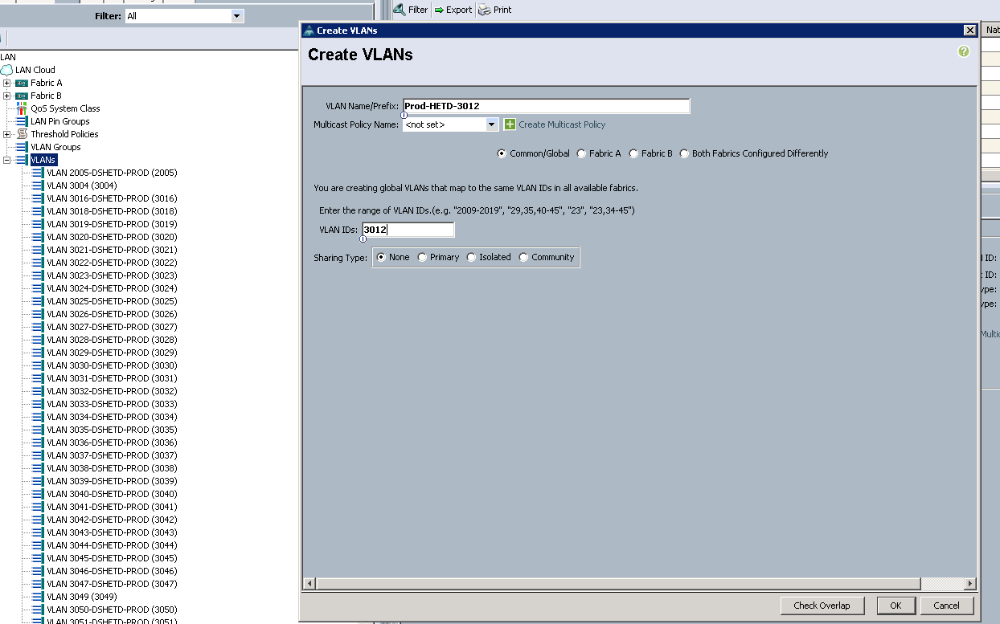 Filter: All
Filter Export Print
Nat
LAN
LAN Cloud
Fabric A
Fabric B
QoS System Class
LAN Pin Groups
Threshold Policies
VLAN Groups
VLANs
VLAN 2005-DSHETD-PROD (2005)
VLAN 3004 (3004)
VLAN 3016-DSHETD-PROD (3016)
VLAN 3018-DSHETD-PROD (3018)
VLAN 3019-DSHETD-PROD (3019)
VLAN 3020-DSHETD-PROD (3020)
VLAN 3021-DSHETD-PROD (3021)
VLAN 3022-DSHETD-PROD (3022)
VLAN 3023-DSHETD-PROD (3023)
VLAN 3024-DSHETD-PROD (3024)
VLAN 3025-DSHETD-PROD (3025)
VLAN 3026-DSHETD-PROD (3026)
VLAN 3027-DSHETD-PROD (3027)
VLAN 3028-DSHETD-PROD (3028)
VLAN 3029-DSHETD-PROD (3029)
VLAN 3030-DSHETD-PROD (3030)
VLAN 3031-DSHETD-PROD (3031)
VLAN 3032-DSHETD-PROD (3032)
VLAN 3033-DSHETD-PROD (3033)
VLAN 3034-DSHETD-PROD (3034)
VLAN 3035-DSHETD-PROD (3035)
VLAN 3036-DSHETD-PROD (3036)
VLAN 3037-DSHETD-PROD (3037)
VLAN 3038-DSHETD-PROD (3038)
VLAN 3039-DSHETD-PROD (3039)
VLAN 3040-DSHETD-PROD (3040)
VLAN 3041-DSHETD-PROD (3041)
VLAN 3042-DSHETD-PROD (3042)
VLAN 3043-DSHETD-PROD (3043)
VLAN 3044-DSHETD-PROD (3044)
VLAN 3045-DSHETD-PROD (3045)
VLAN 3046-DSHETD-PROD (3046)
VLAN 3047-DSHETD-PROD (3047)
VLAN 3049 (3049)
VLAN 3050-DSHETD-PROD (3050)
VLAN 3051-DSHETD-PROD (3051)
Create VLANs
Create VLANs
VLAN Name/Prefix: Prod-HETD-3012
Multicast Policy Name: <not set> Create Multicast Policy
Common/Global Fabric A Fabric B Both Fabrics Configured Differently
You are creating global VLANs that map to the same VLAN IDs in all available fabrics.
Enter the range of VLAN IDs.(e.g. "2009-2019", "29,35,40-45", "23", "23,34-45")
VLAN IDs: 3012
Sharing Type: None Primary Isolated Community
Check Overlap OK Cancel
ID:
ID:
ype:
ype:
Multic